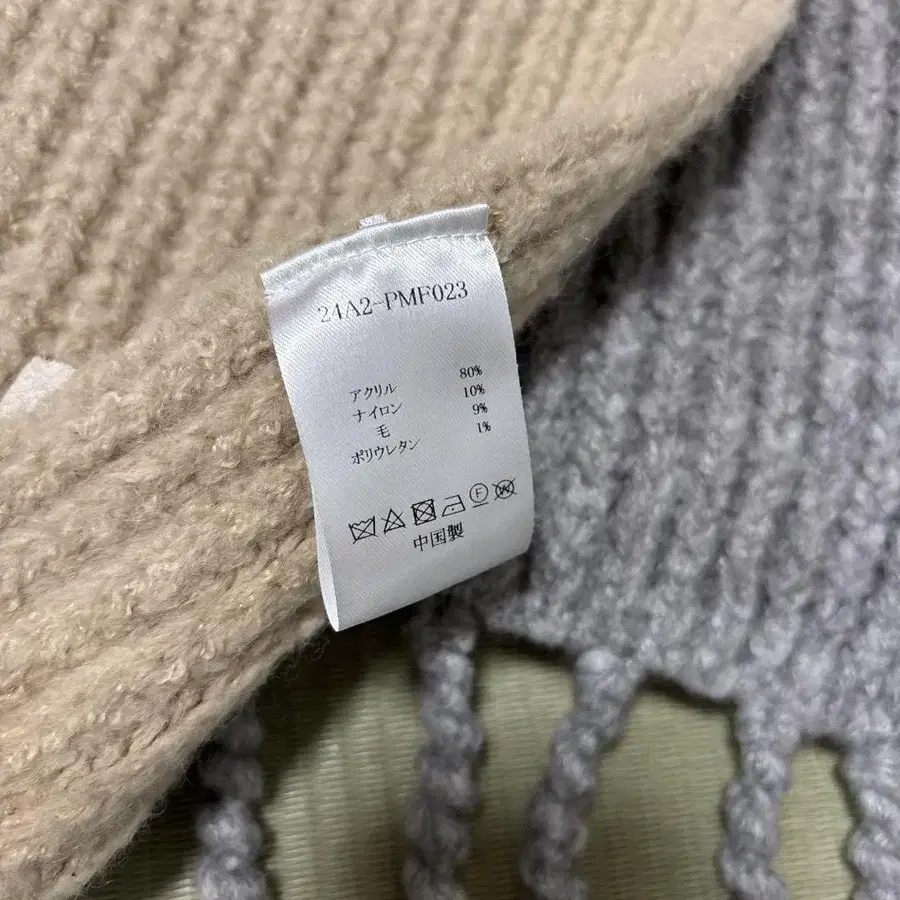 24A2-PMF023
アクリル 80%
ナイロン 10%
毛 9%
ポリウレタン 1%
F W
中国製